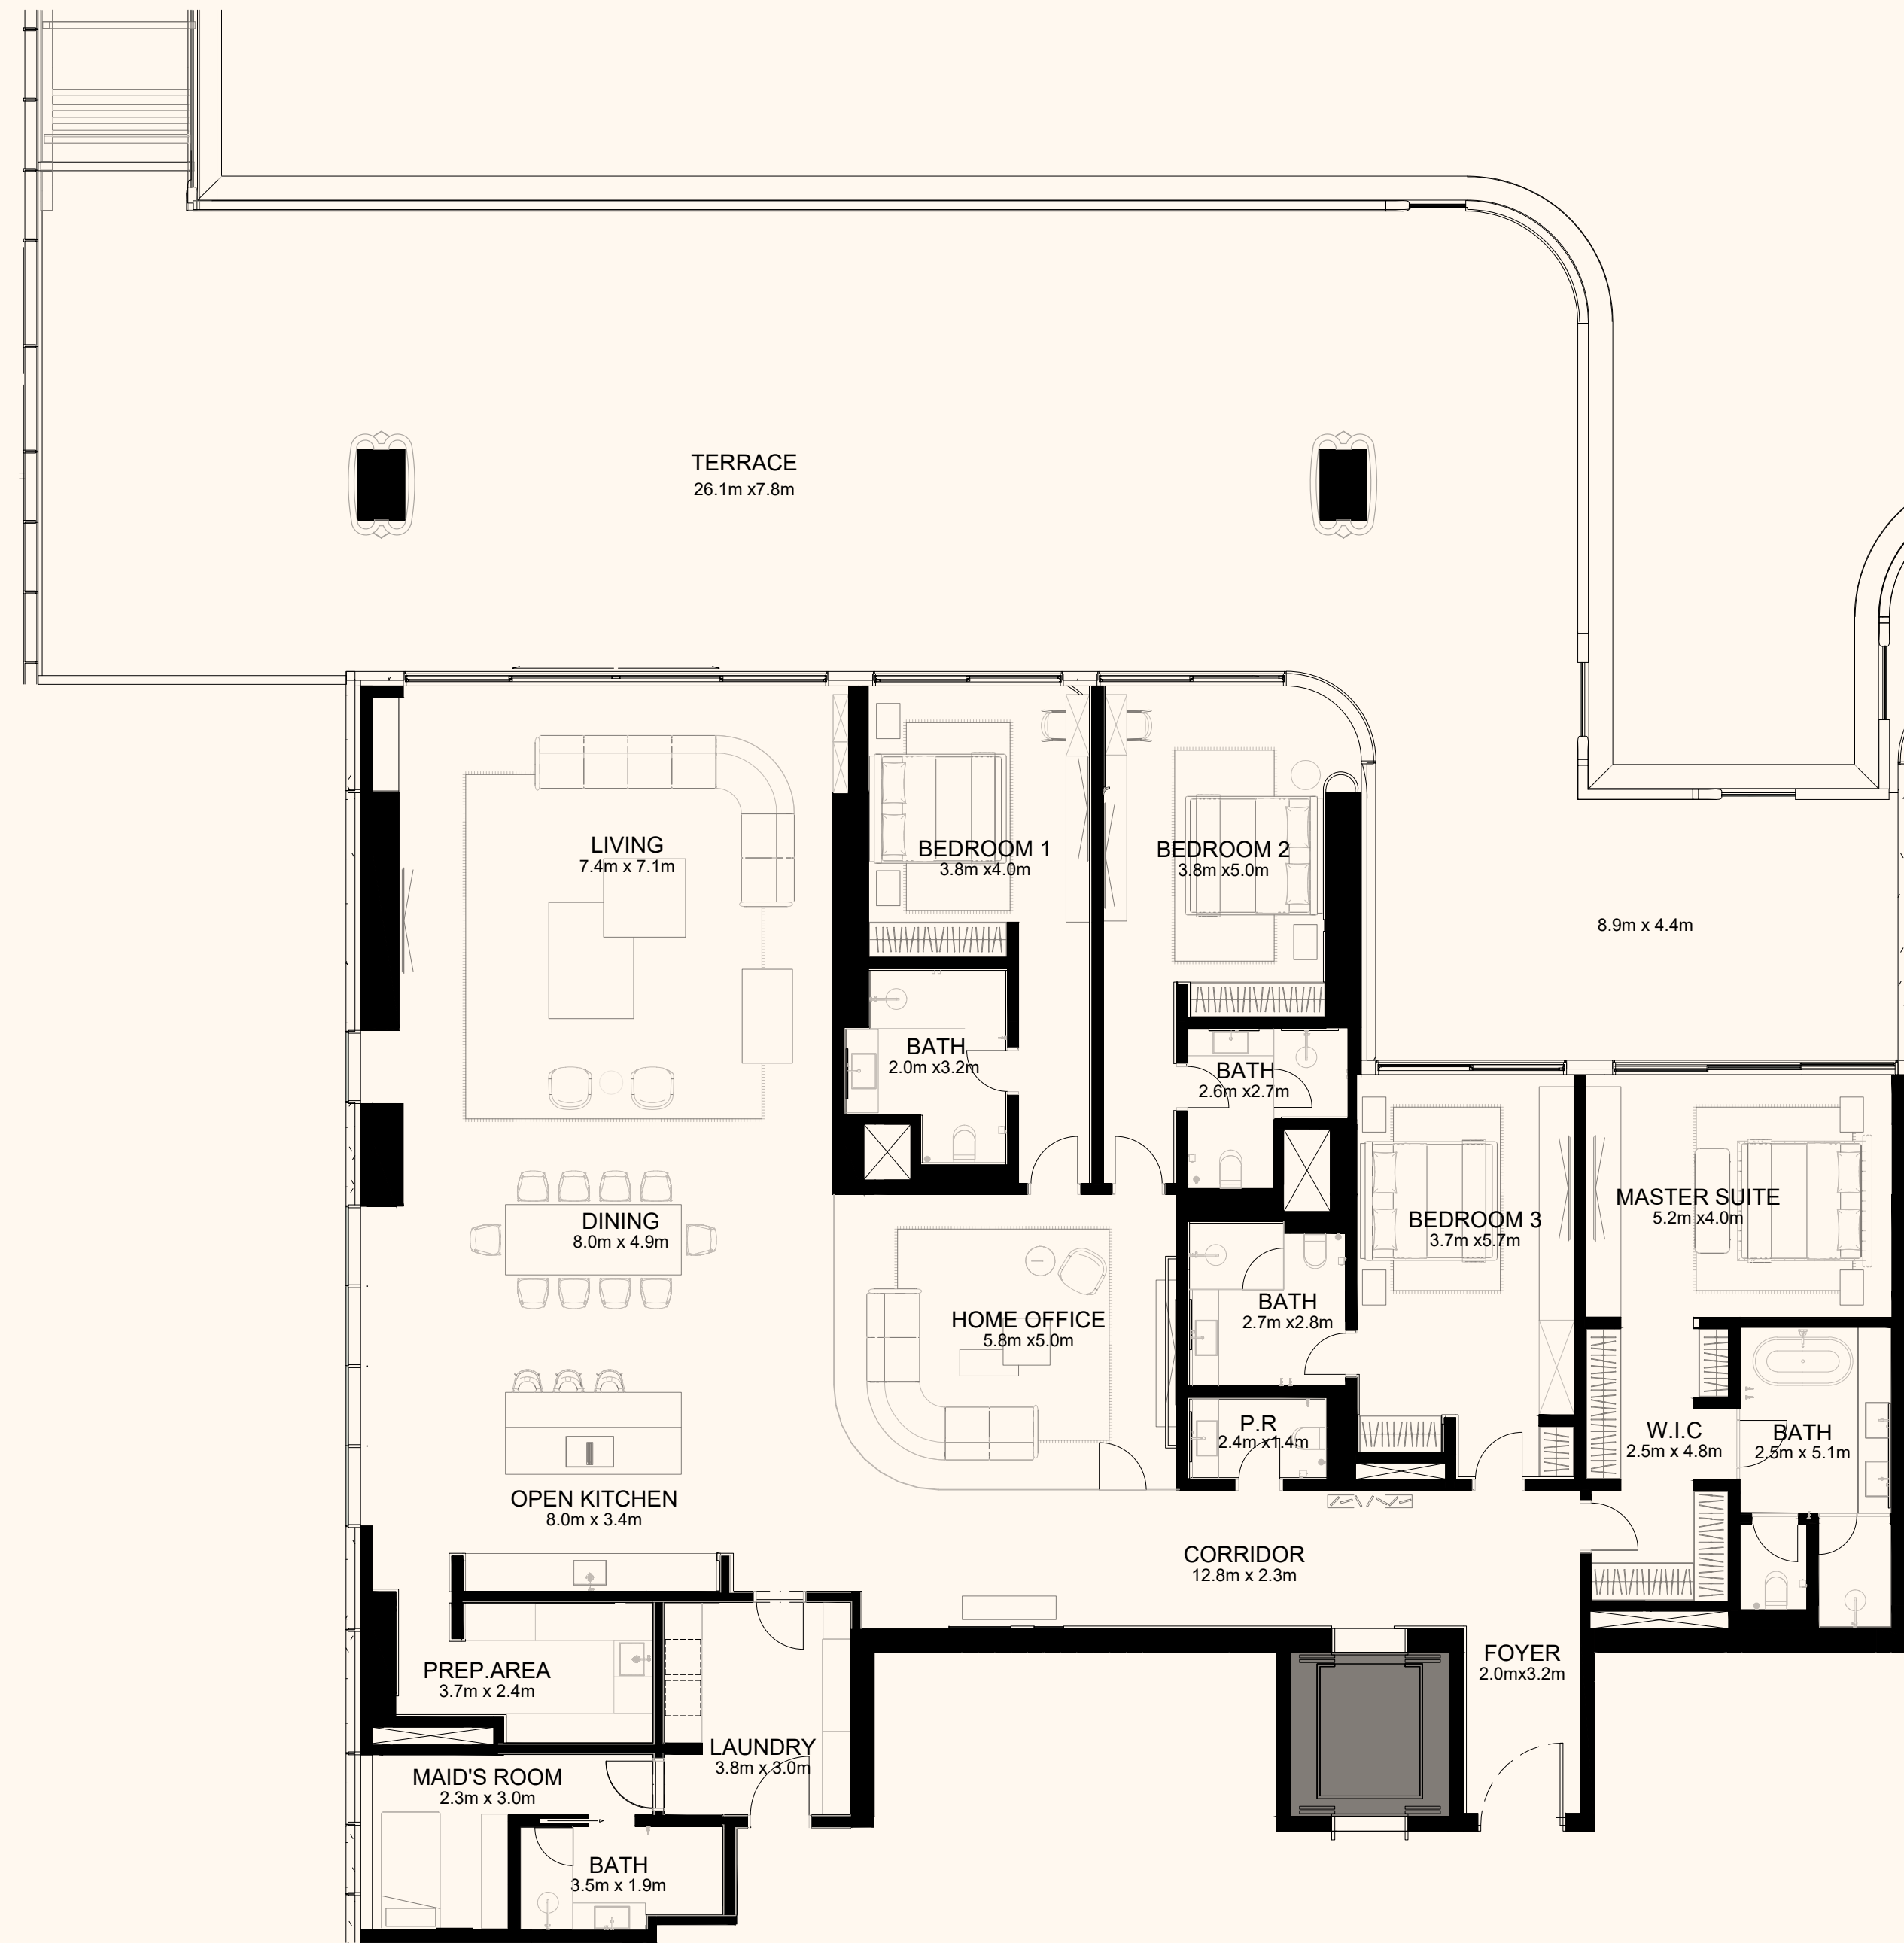 TERRACE
26.1m x7.8m
LIVING
7.4m x 7.1m
BEDROOM 1
3.8m x4.0m
BEDROOM 2
3.8m x5.0m
8.9m x 4.4m
BATH
2.0m x3.2m
BATH
2.6m x2.7m
DINING
8.0m x 4.9m
BEDROOM 3
3.7m x5.7m
MASTER SUITE
5.2m x4.0m
HOME OFFICE
5.8m x5.0m
BATH
2.7m x2.8m
P.R
2.4m x1.4m
W.I.C
2.5m x 4.8m
BATH
2.5m x 5.1m
OPEN KITCHEN
8.0m x 3.4m
CORRIDOR
12.8m x 2.3m
FOYER
2.0mx3.2m
PREP.AREA
3.7m x 2.4m
LAUNDRY
3.8m x 3.0m
MAID'S ROOM
2.3m x 3.0m
BATH
3.5m x 1.9m